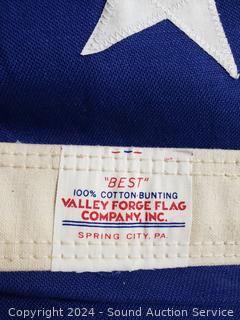 "BEST"
100% COTTON BUNTING
VALLEY FORGE FLAG
COMPANY, INC.
SPRING CITY, PA.
Copyright © 2024 - Sound Auction Service